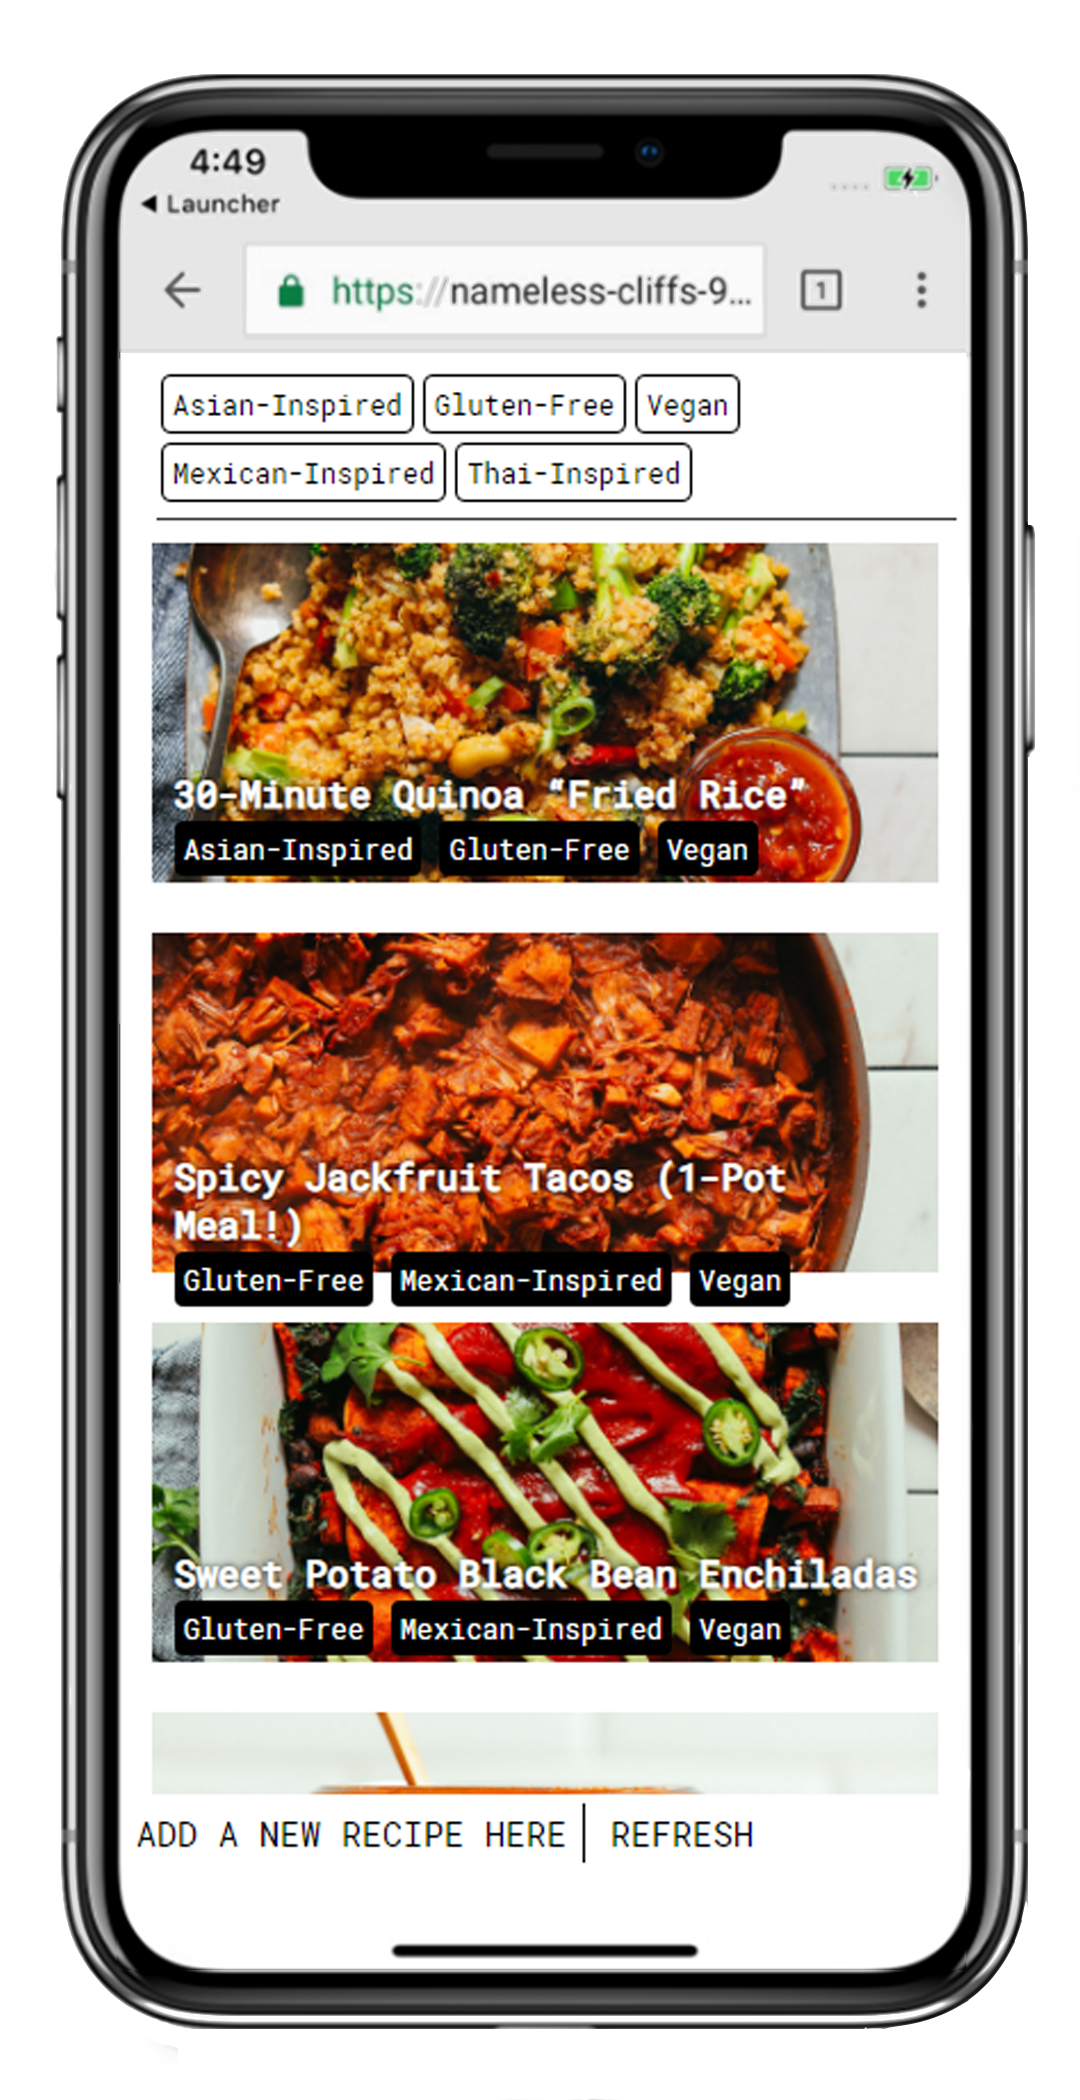 4:49
◀ Launcher
https://nameless-cliffs-9...
1
Asian-Inspired Gluten-Free Vegan
Mexican-Inspired Thai-Inspired
30-Minute Quinoa “Fried Rice”
Asian-Inspired Gluten-Free Vegan
Spicy Jackfruit Tacos (1-Pot
Meal!)
Gluten-Free Mexican-Inspired Vegan
Sweet Potato Black Bean Enchiladas
Gluten-Free Mexican-Inspired Vegan
ADD A NEW RECIPE HERE | REFRESH